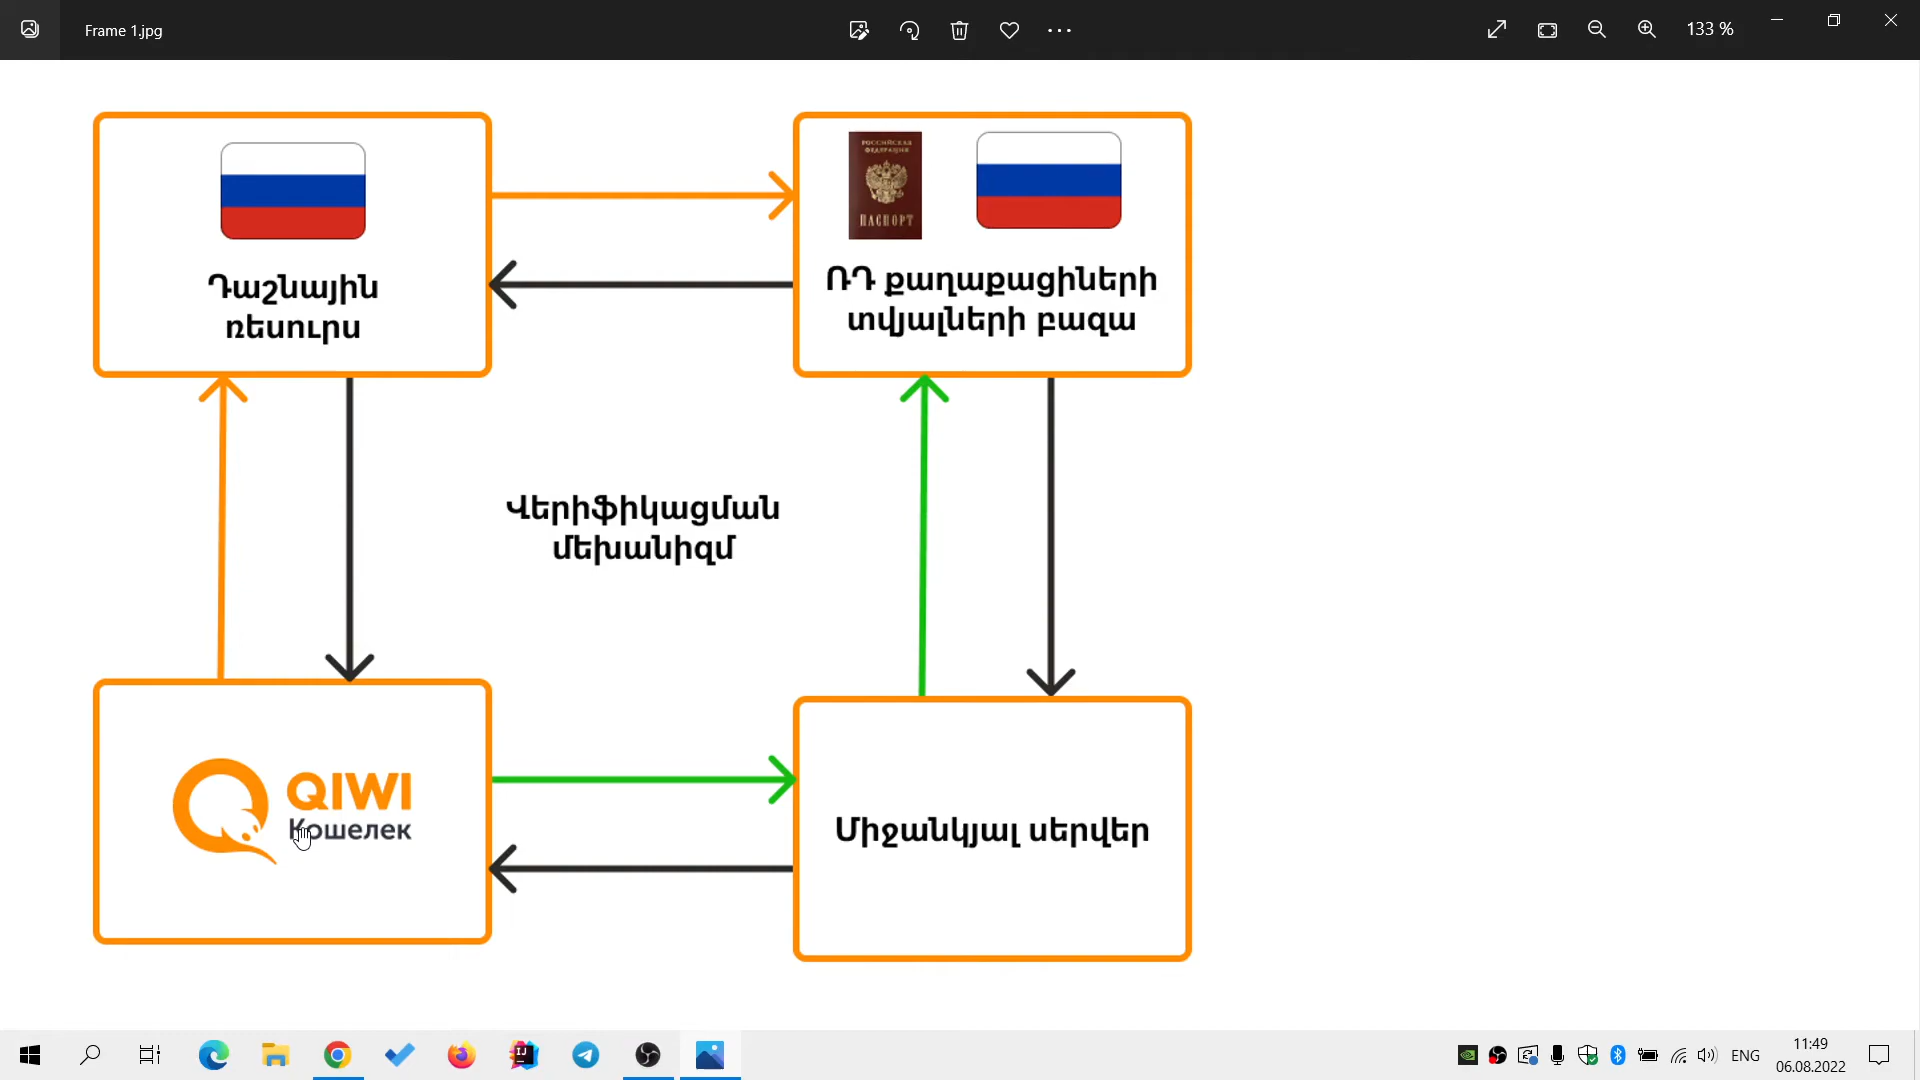 Frame 1.jpg
133 %
РОССИЙСКАЯ
ФЕДЕРАЦИЯ
ПАСПОРТ
Դաշնային
ռեսուրս
ՌԴ քաղաքացիների
տվյալների բազա
Վերիֆիկացման
մեխանիզմ
QIWI
Кошелек
Միջանկյալ սերվեր
ENG
11:49
06.08.2022